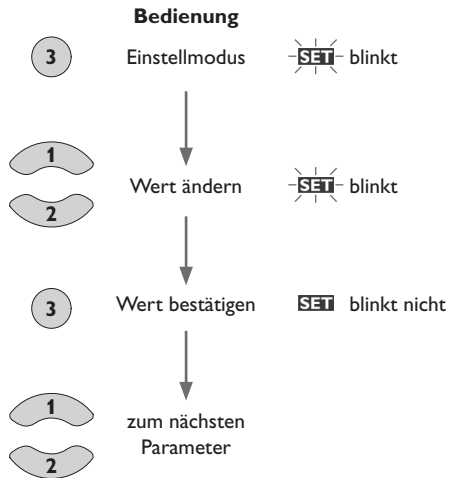 Bedienung
3 Einstellmodus SET blinkt
1
Wert ändern SET blinkt
2
3 Wert bestätigen SET blinkt nicht
1
zum nächsten
Parameter
2